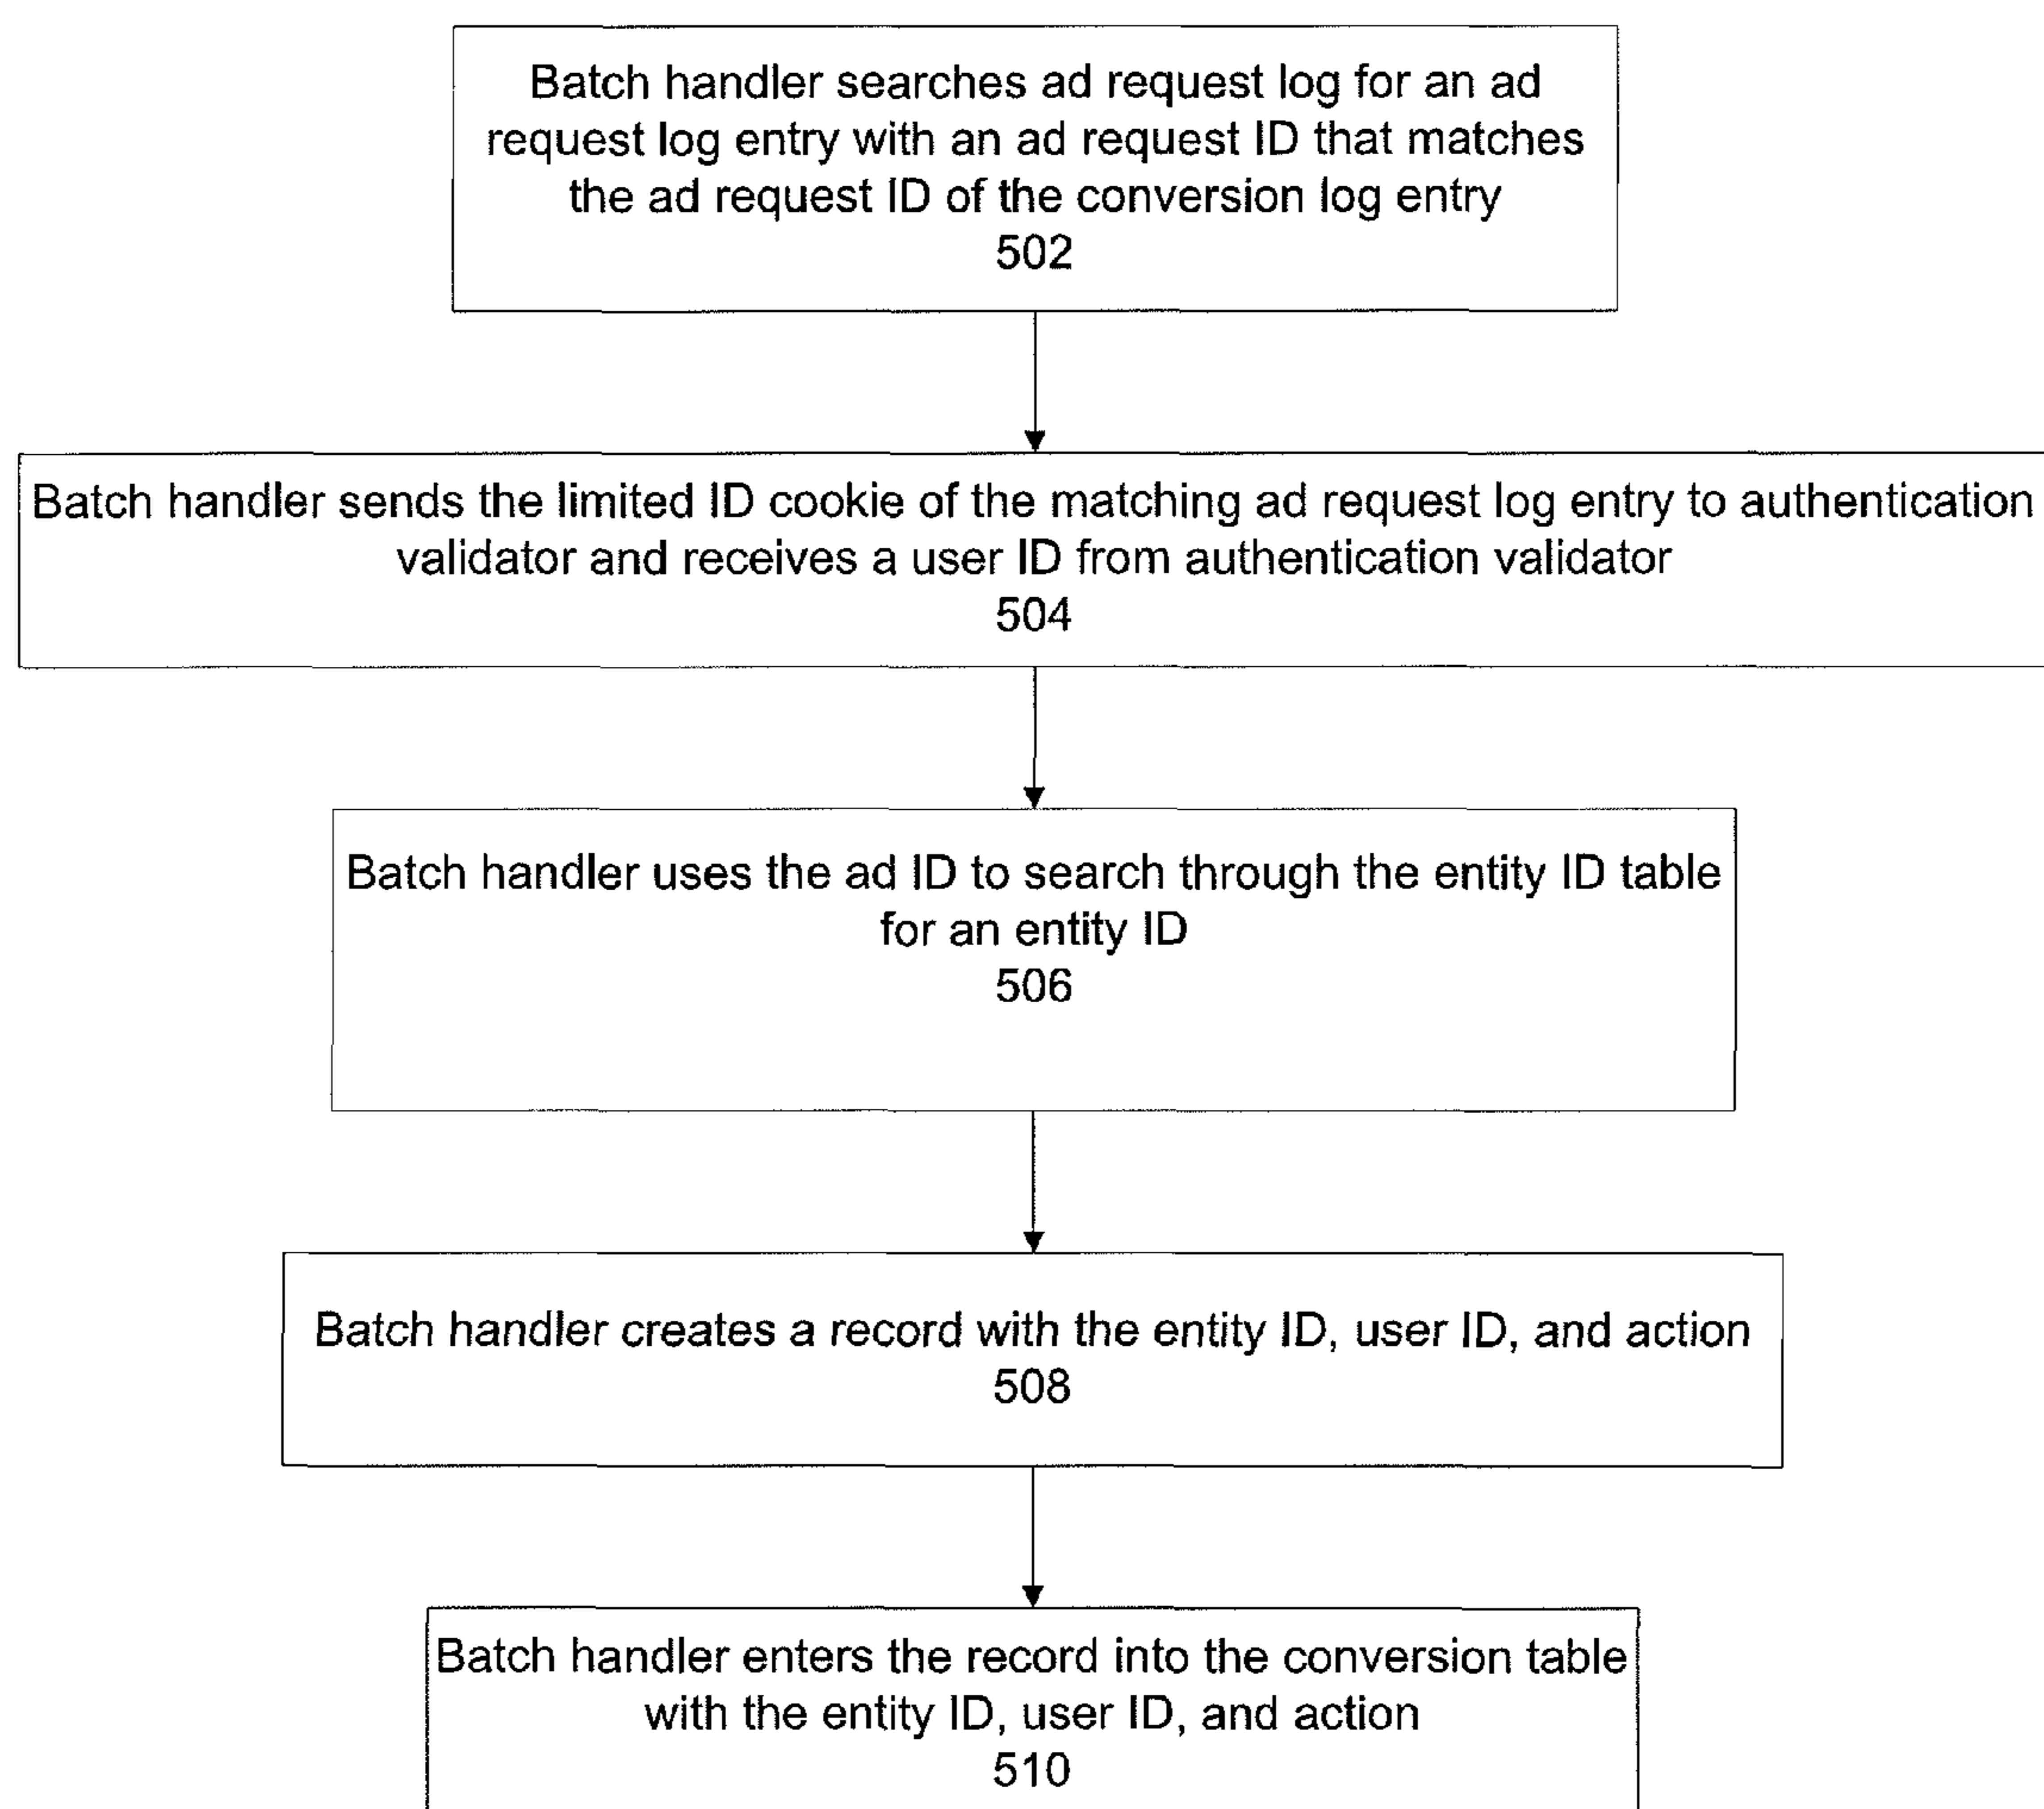 Batch handler searches ad request log for an ad
request log entry with an ad request ID that matches
the ad request ID of the conversion log entry
502
Batch handler sends the limited ID cookie of the matching ad request log entry to authentication
validator and receives a user ID from authentication validator
504
Batch handler uses the ad ID to search through the entity ID table
for an entity ID
506
Batch handler creates a record with the entity ID, user ID, and action
508
Batch handler enters the record into the conversion table
with the entity ID, user ID, and action
510